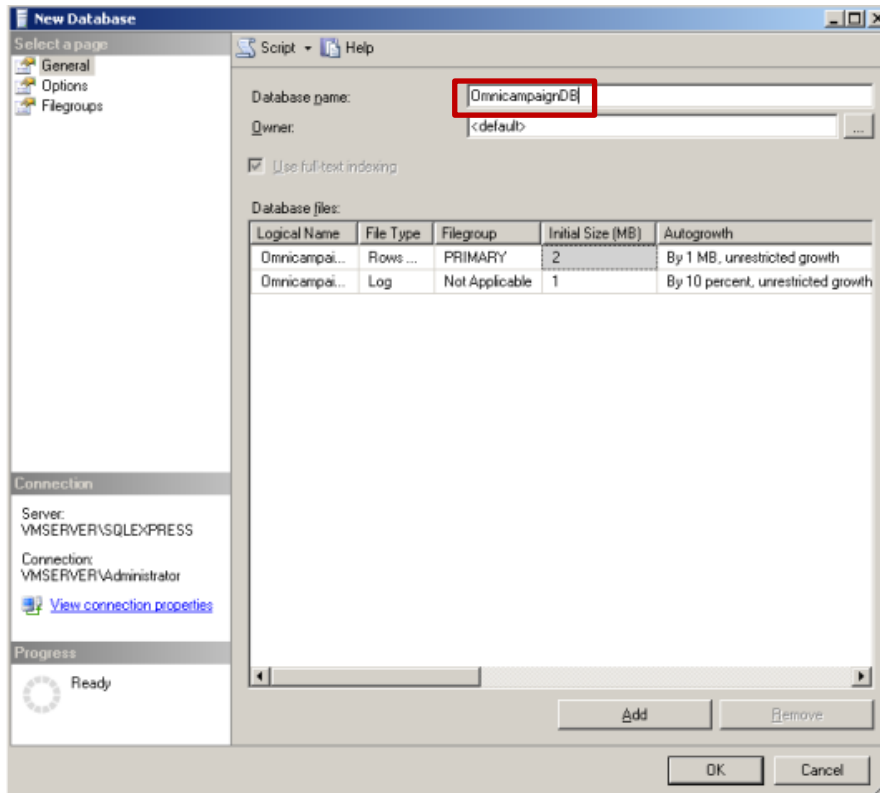 New Database
Select a page
General
Options
Filegroups
Script Help
Database name: OmnicampaignDB
Owner: <default> ...
Use full-text indexing
Database files:
Logical Name File Type Filegroup Initial Size (MB) Autogrowth
Omnicampai... Rows ... PRIMARY 2 By 1 MB, unrestricted growth
Omnicampai... Log Not Applicable 1 By 10 percent, unrestricted growth
Connection
Server:
VMSERVER\SQLEXPRESS
Connection:
VMSERVER\Administrator
View connection properties
Progress
Ready
Add Remove
OK Cancel